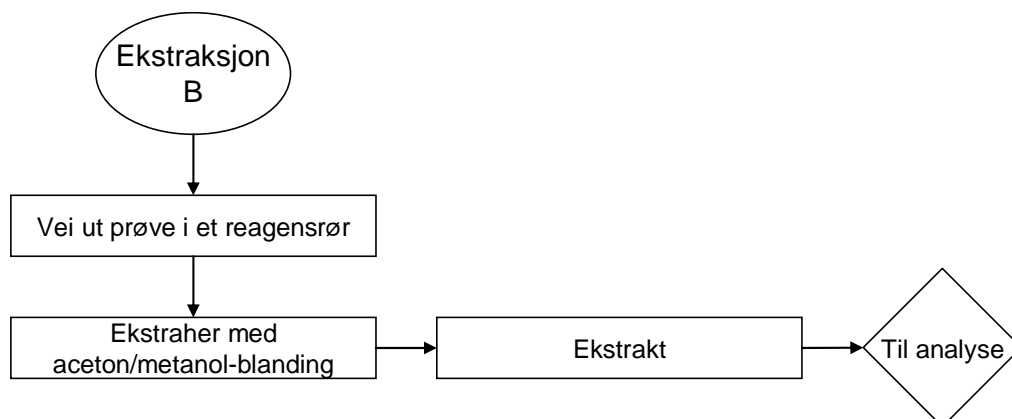 Ekstraksjon
B
Vei ut prøve i et reagensrør
Ekstraher med
aceton/metanol-blanding
Ekstrakt
Til analyse